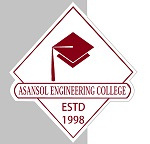 ASANSOL ENGINEERING COLLEGE
ESTD
1998